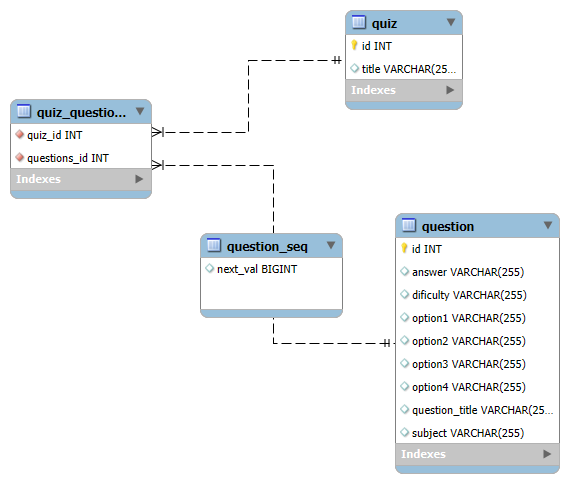 quiz
id INT
title VARCHAR(25...
Indexes
quiz_questio...
quiz_id INT
questions_id INT
Indexes
question_seq
next_val BIGINT
question
id INT
answer VARCHAR(255)
dificulty VARCHAR(255)
option1 VARCHAR(255)
option2 VARCHAR(255)
option3 VARCHAR(255)
option4 VARCHAR(255)
question_title VARCHAR(25...
subject VARCHAR(255)
Indexes